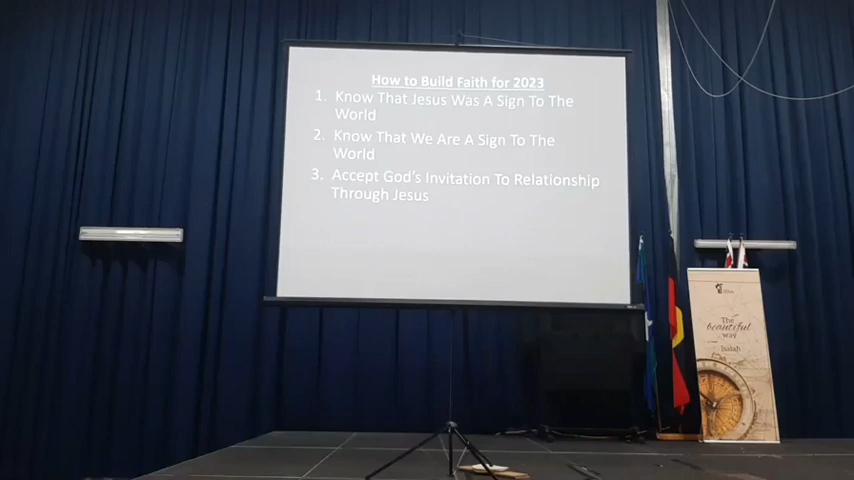 How to Build Faith for 2023
1. Know That Jesus Was A Sign To The
World
2. Know That We Are A Sign To The
World
3. Accept God's Invitation To Relationship
Through Jesus
The
beautiful
way
Isaiah